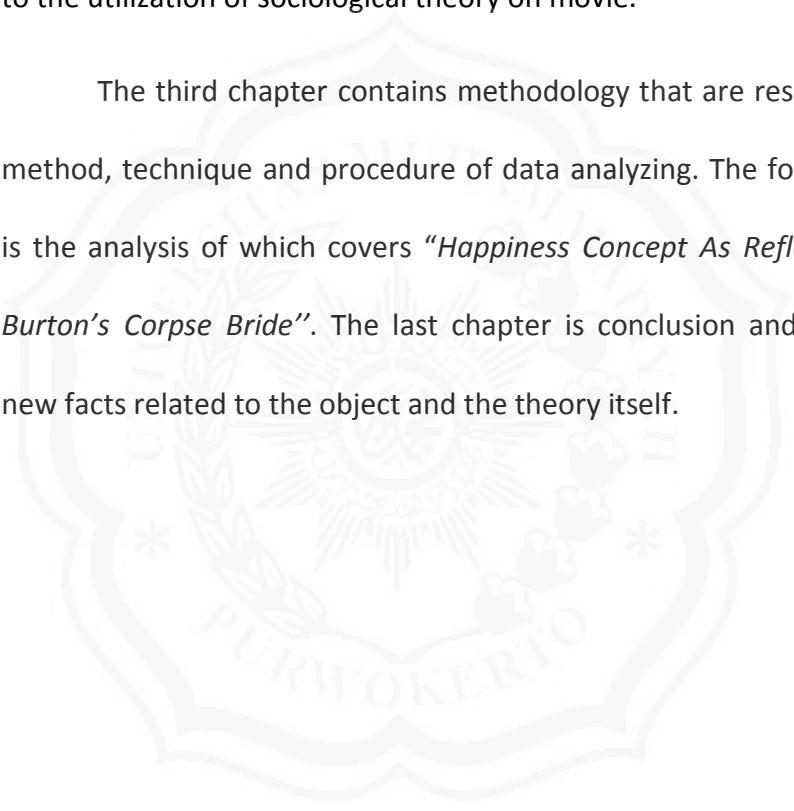 to the utilization of sociological theory on movie.
The third chapter contains methodology that are res
method, technique and procedure of data analyzing. The fo
is the analysis of which covers “Happiness Concept As Refl
Burton’s Corpse Bride’’. The last chapter is conclusion and
new facts related to the object and the theory itself.
UNIVERSITAS MUHAMMADIYAH
PURWOKERTO